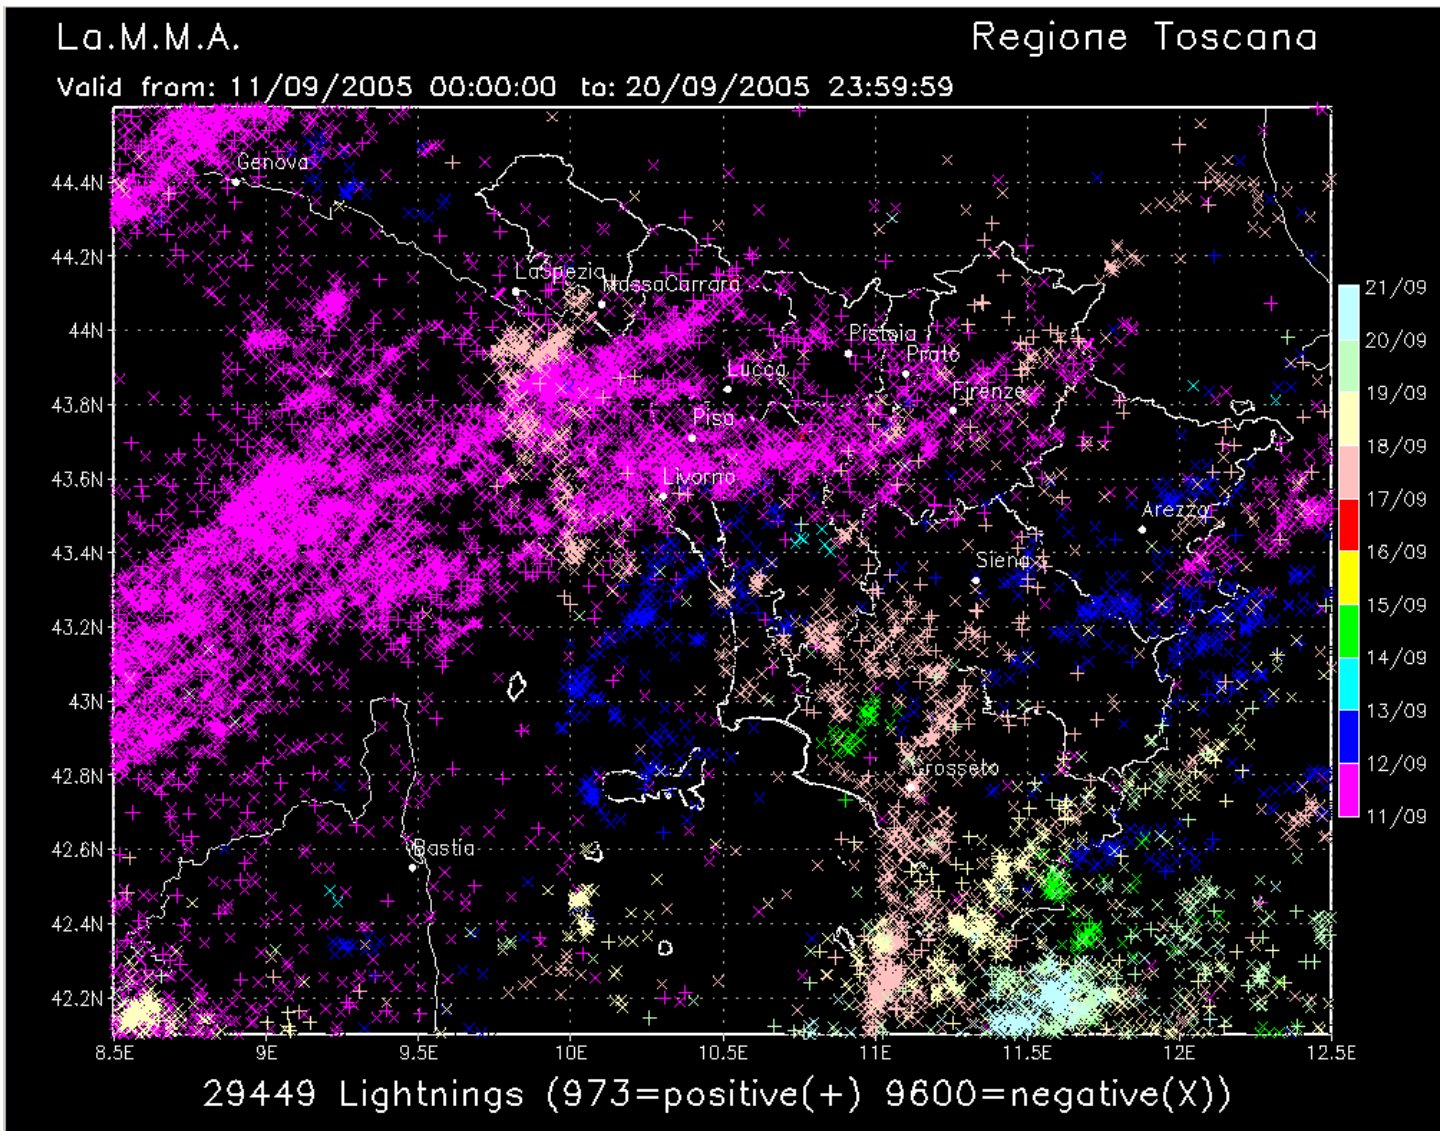 La.M.M.A.
Regione Toscana
Valid from: 11/09/2005 00:00:00 to: 20/09/2005 23:59:59
Genova
44.4N
44.2N
LaSpezia
MassaCarrara
21/09
44N
Pistoia
20/09
Prato
Lucca
19/09
43.8N
Firenze
Pisa
18/09
43.6N
Livorno
17/09
Arezzo
43.4N
16/09
Siena
15/09
43.2N
14/09
43N
13/09
42.8N
Grosseto
12/09
11/09
42.6N
Bastia
42.4N
42.2N
8.5E 9E 9.5E 10E 10.5E 11E 11.5E 12E 12.5E
29449 Lightnings (973=positive(+) 9600=negative(X))